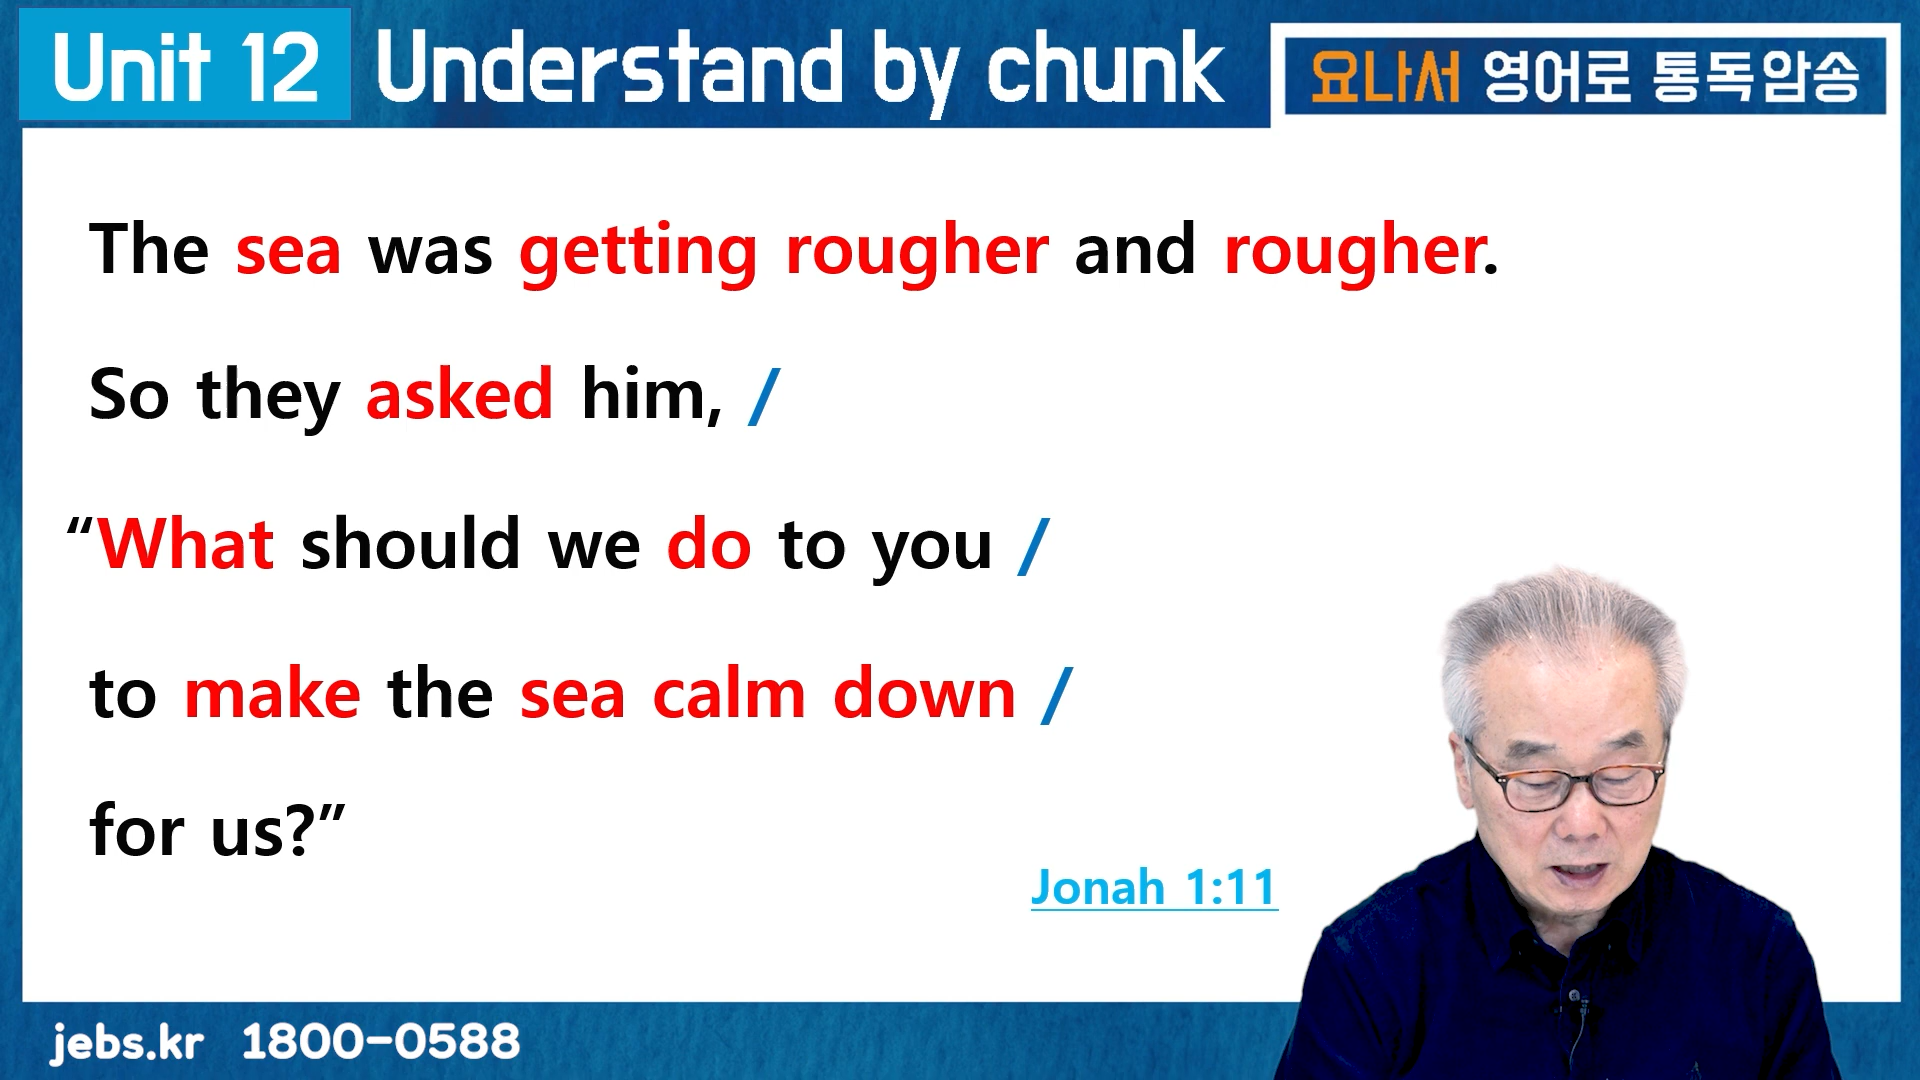 Unit 12 Understand by chunk 요나서 영어로 통독암송
The sea was getting rougher and rougher.
So they asked him, /
“What should we do to you /
to make the sea calm down /
for us?”
Jonah 1:11
jebs.kr 1800-0588